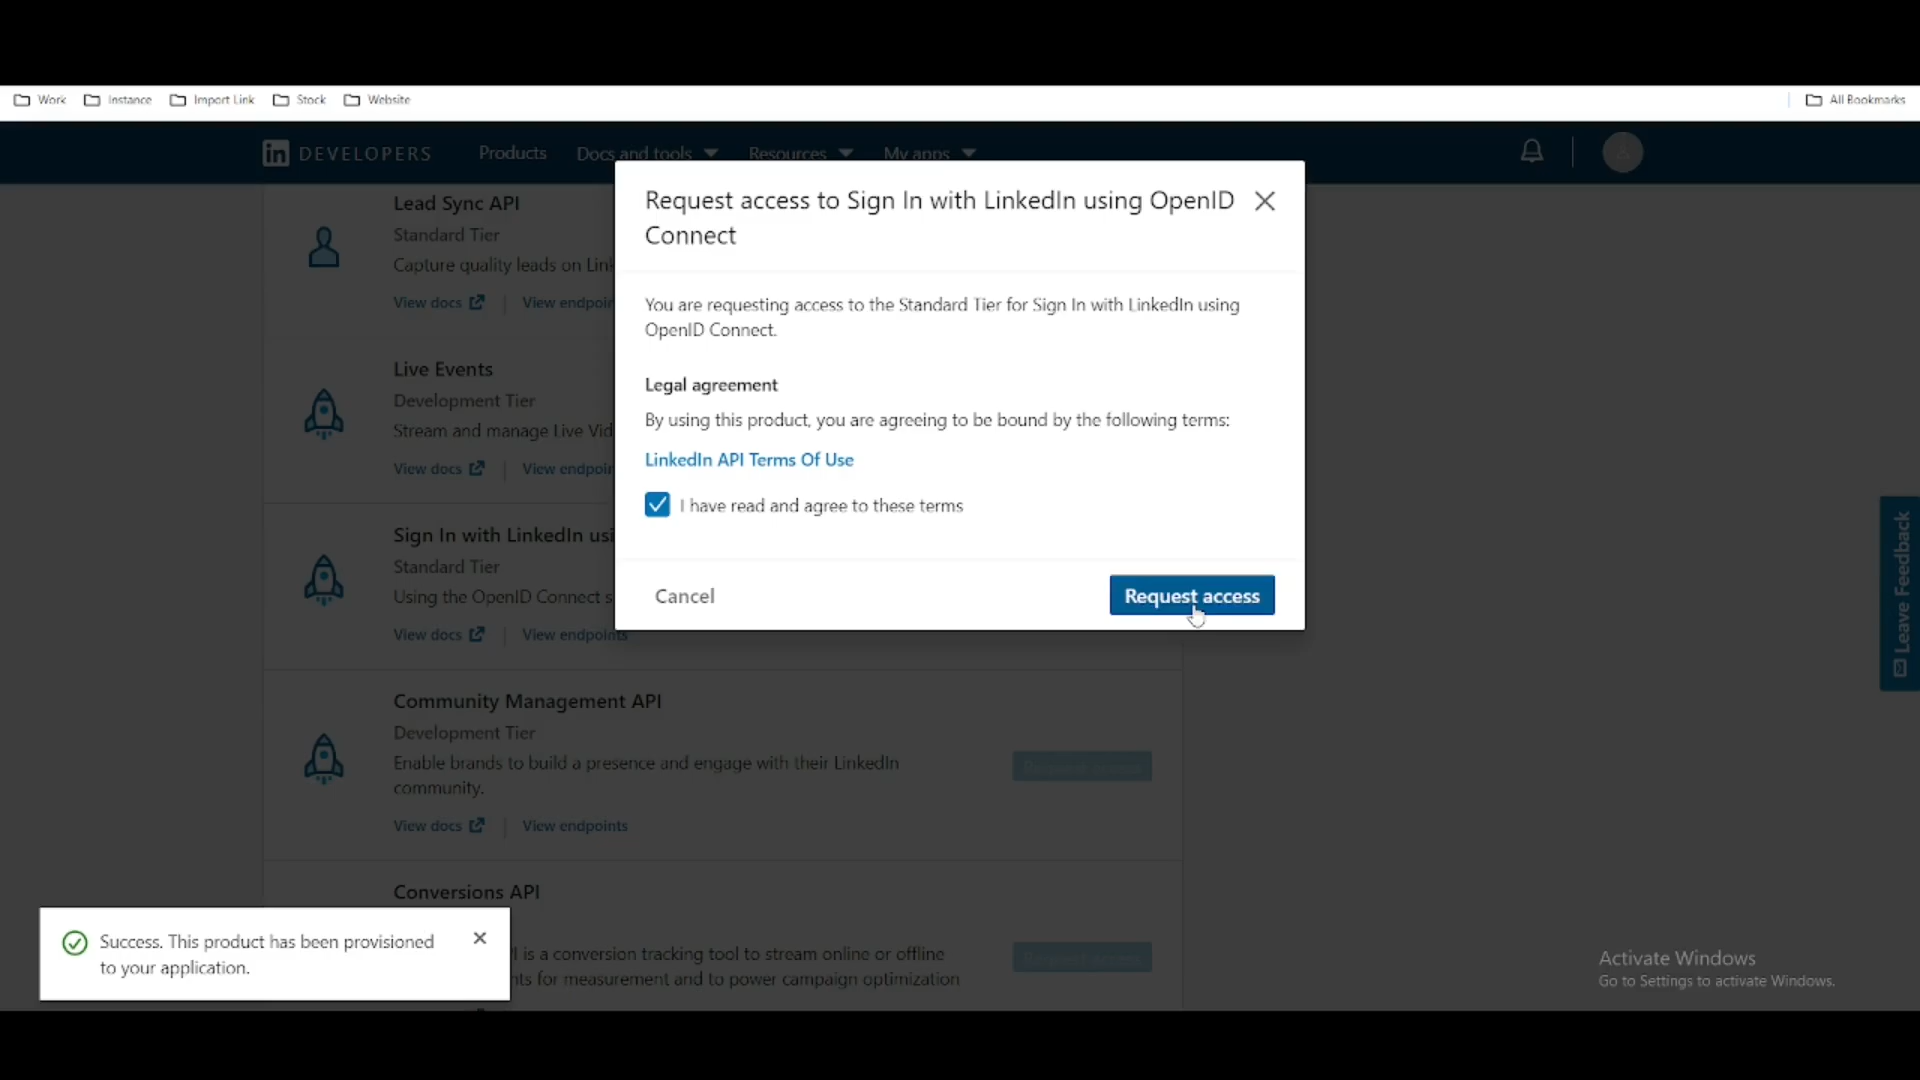 Work Instance Import Link Stock Website All Bookmarks
in DEVELOPERS Products Docs and tools Resources My apps
Lead Sync API
Standard Tier
Capture quality leads on Lin
View docs View endpoin
Live Events
Development Tier
Stream and manage Live Vid
View docs View endpoin
Sign In with LinkedIn usi
Standard Tier
Using the OpenID Connect s
View docs View endpoints
Request access to Sign In with LinkedIn using OpenID
Connect
You are requesting access to the Standard Tier for Sign In with LinkedIn using
OpenID Connect.
Legal agreement
By using this product, you are agreeing to be bound by the following terms:
LinkedIn API Terms Of Use
I have read and agree to these terms
Cancel Request access
Community Management API
Development Tier
Enable brands to build a presence and engage with their LinkedIn
community.
Request access
View docs View endpoints
Conversions API
I is a conversion tracking tool to stream online or offline
nts for measurement and to power campaign optimization
Request access
Success. This product has been provisioned
to your application.
Leave Feedback
Activate Windows
Go to Settings to activate Windows.